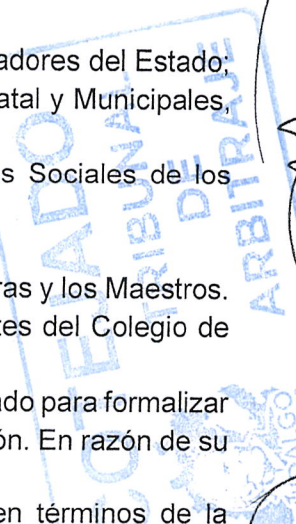 adores del Estado;
atal y Municipales,
s Sociales de los
ras y los Maestros.
tes del Colegio de
ado para formalizar
ón. En razón de su
en términos de la
COTEJADO
TRIBUNAL
DE
ARBITRAJE